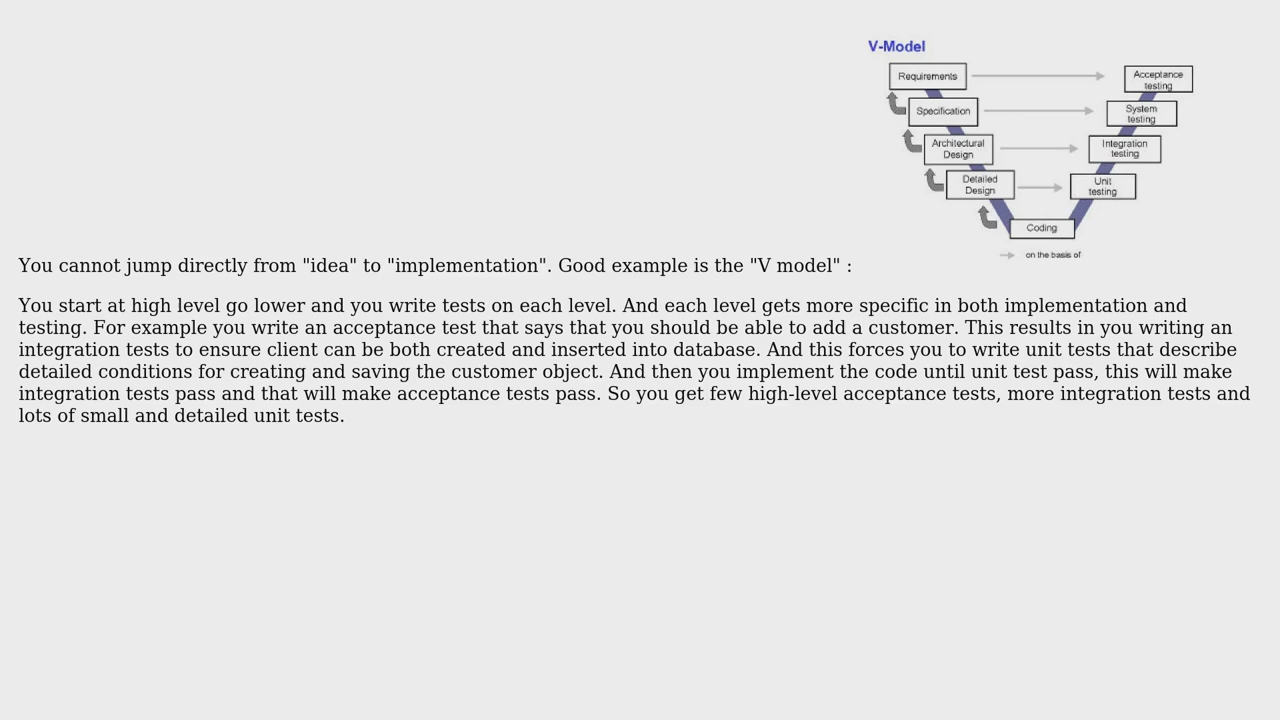 V-Model
Requirements
Acceptance
testing
Specification
System
testing
Architectural
Design
Integration
testing
Detailed
Design
Unit
testing
Coding
on the basis of
You cannot jump directly from "idea" to "implementation". Good example is the "V model" :
You start at high level go lower and you write tests on each level. And each level gets more specific in both implementation and
testing. For example you write an acceptance test that says that you should be able to add a customer. This results in you writing an
integration tests to ensure client can be both created and inserted into database. And this forces you to write unit tests that describe
detailed conditions for creating and saving the customer object. And then you implement the code until unit test pass, this will make
integration tests pass and that will make acceptance tests pass. So you get few high-level acceptance tests, more integration tests and
lots of small and detailed unit tests.